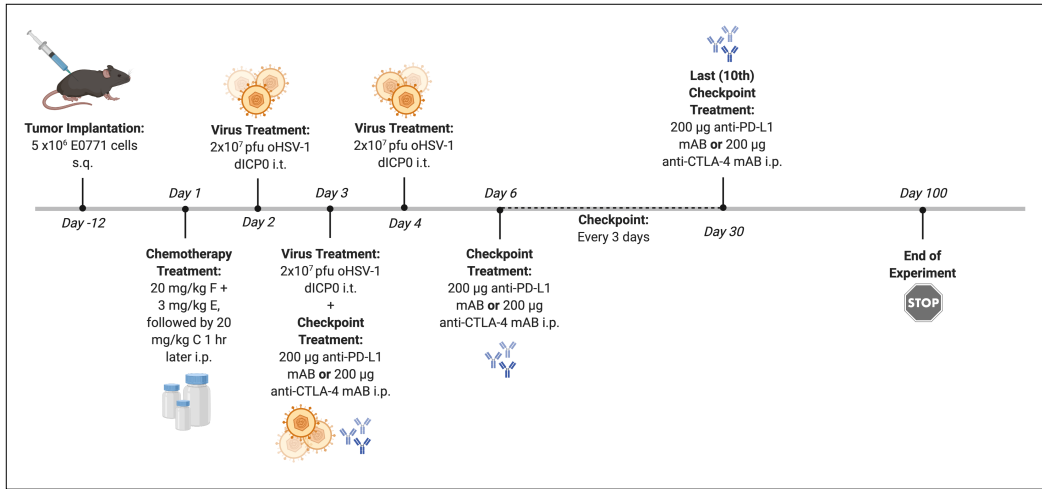 Tumor Implantation:
5 x10⁶ E0771 cells
s.q.
Day -12
Day 1
Chemotherapy
Treatment:
20 mg/kg F +
3 mg/kg E,
followed by 20
mg/kg C 1 hr
later i.p.
Virus Treatment:
2x10⁷ pfu oHSV-1
dICP0 i.t.
Day 2
Day 3
Virus Treatment:
2x10⁷ pfu oHSV-1
dICP0 i.t.
+
Checkpoint
Treatment:
200 µg anti-PD-L1
mAB or 200 µg
anti-CTLA-4 mAB i.p.
Virus Treatment:
2x10⁷ pfu oHSV-1
dICP0 i.t.
Day 4
Day 6
Checkpoint
Treatment:
200 µg anti-PD-L1
mAB or 200 µg
anti-CTLA-4 mAB i.p.
Checkpoint:
Every 3 days
Last (10th)
Checkpoint
Treatment:
200 µg anti-PD-L1
mAB or 200 µg
anti-CTLA-4 mAB i.p.
Day 30
Day 100
End of
Experiment
STOP